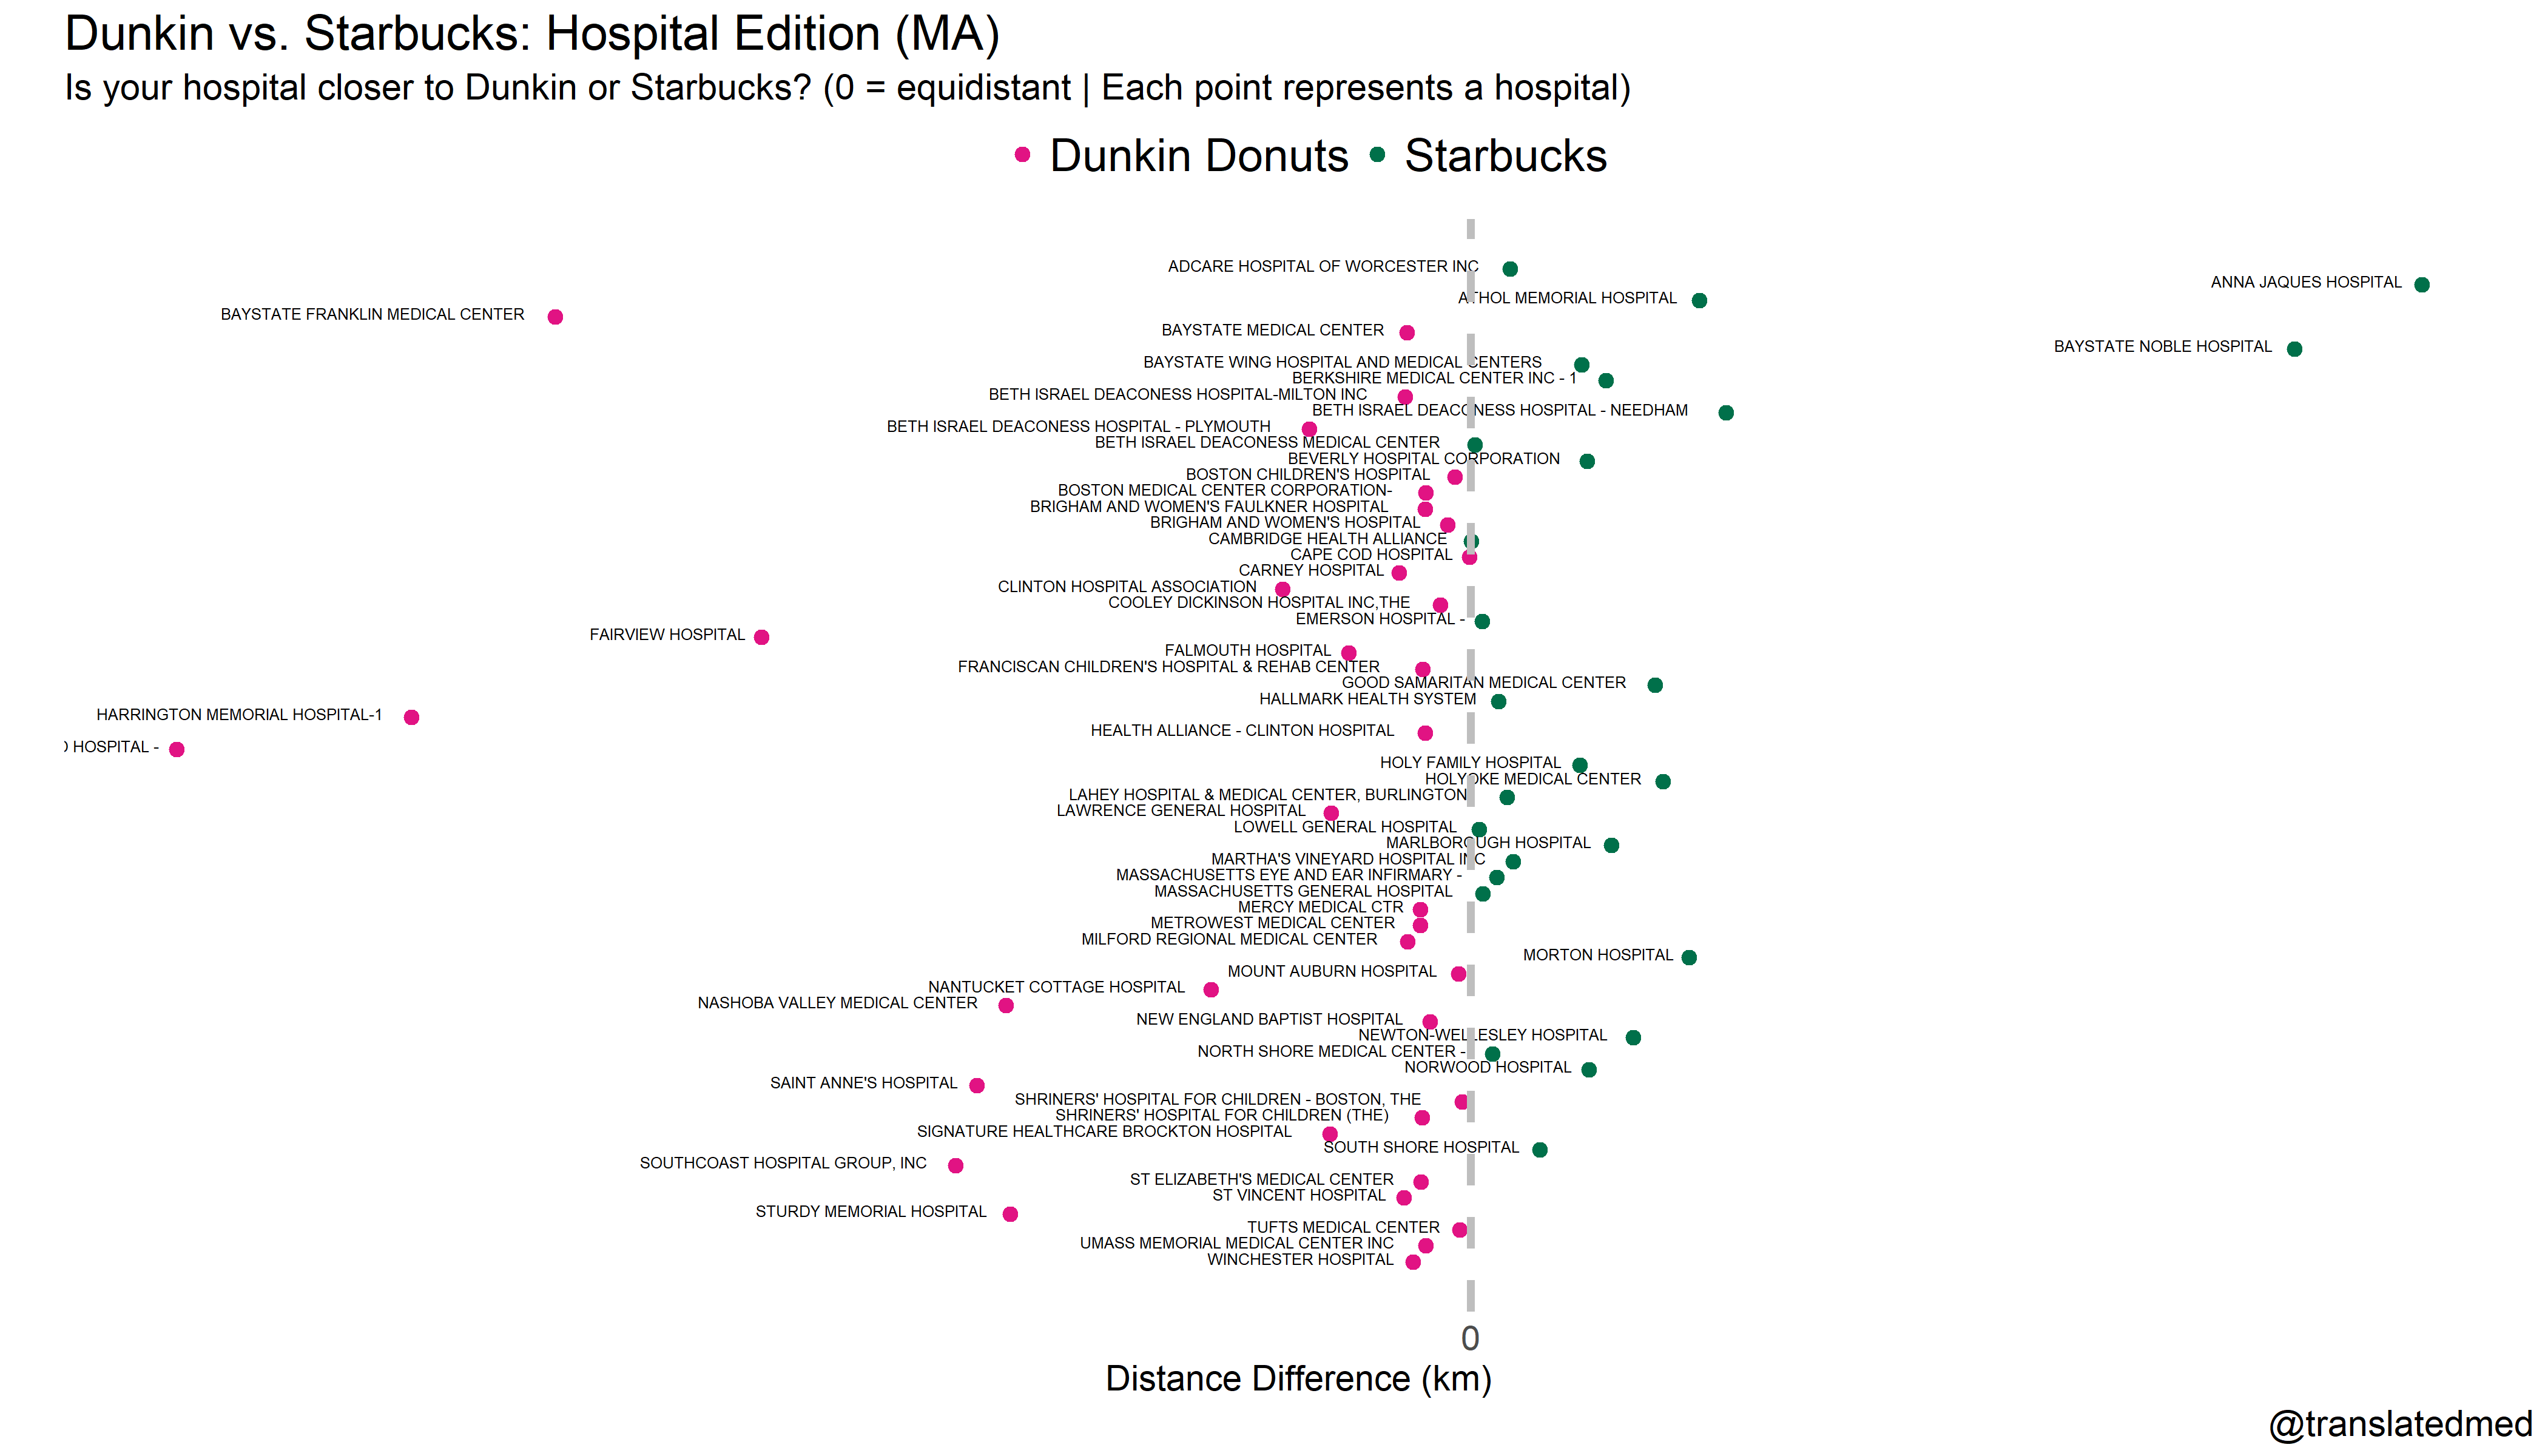 Dunkin vs. Starbucks: Hospital Edition (MA)
Is your hospital closer to Dunkin or Starbucks? (0 = equidistant | Each point represents a hospital)
Dunkin Donuts Starbucks
ADCARE HOSPITAL OF WORCESTER INC
ANNA JAQUES HOSPITAL
ATHOL MEMORIAL HOSPITAL
BAYSTATE FRANKLIN MEDICAL CENTER
BAYSTATE MEDICAL CENTER
BAYSTATE NOBLE HOSPITAL
BAYSTATE WING HOSPITAL AND MEDICAL CENTERS
BERKSHIRE MEDICAL CENTER INC - 1
BETH ISRAEL DEACONESS HOSPITAL-MILTON INC
BETH ISRAEL DEACONESS HOSPITAL - NEEDHAM
BETH ISRAEL DEACONESS HOSPITAL - PLYMOUTH
BETH ISRAEL DEACONESS MEDICAL CENTER
BEVERLY HOSPITAL CORPORATION
BOSTON CHILDREN'S HOSPITAL
BOSTON MEDICAL CENTER CORPORATION-
BRIGHAM AND WOMEN'S FAULKNER HOSPITAL
BRIGHAM AND WOMEN'S HOSPITAL
CAMBRIDGE HEALTH ALLIANCE
CAPE COD HOSPITAL
CARNEY HOSPITAL
CLINTON HOSPITAL ASSOCIATION
COOLEY DICKINSON HOSPITAL INC,THE
EMERSON HOSPITAL -
FAIRVIEW HOSPITAL
FALMOUTH HOSPITAL
FRANCISCAN CHILDREN'S HOSPITAL & REHAB CENTER
GOOD SAMARITAN MEDICAL CENTER
HALLMARK HEALTH SYSTEM
HARRINGTON MEMORIAL HOSPITAL-1
HEALTH ALLIANCE - CLINTON HOSPITAL
HOSPITAL -
HOLY FAMILY HOSPITAL
HOLYOKE MEDICAL CENTER
LAHEY HOSPITAL & MEDICAL CENTER, BURLINGTON
LAWRENCE GENERAL HOSPITAL
LOWELL GENERAL HOSPITAL
MARLBOROUGH HOSPITAL
MARTHA'S VINEYARD HOSPITAL INC
MASSACHUSETTS EYE AND EAR INFIRMARY -
MASSACHUSETTS GENERAL HOSPITAL
MERCY MEDICAL CTR
METROWEST MEDICAL CENTER
MILFORD REGIONAL MEDICAL CENTER
MORTON HOSPITAL
MOUNT AUBURN HOSPITAL
NANTUCKET COTTAGE HOSPITAL
NASHOBA VALLEY MEDICAL CENTER
NEW ENGLAND BAPTIST HOSPITAL
NEWTON-WELLESLEY HOSPITAL
NORTH SHORE MEDICAL CENTER -
NORWOOD HOSPITAL
SAINT ANNE'S HOSPITAL
SHRINERS' HOSPITAL FOR CHILDREN - BOSTON, THE
SHRINERS' HOSPITAL FOR CHILDREN (THE)
SIGNATURE HEALTHCARE BROCKTON HOSPITAL
SOUTH SHORE HOSPITAL
SOUTHCOAST HOSPITAL GROUP, INC
ST ELIZABETH'S MEDICAL CENTER
ST VINCENT HOSPITAL
STURDY MEMORIAL HOSPITAL
TUFTS MEDICAL CENTER
UMASS MEMORIAL MEDICAL CENTER INC
WINCHESTER HOSPITAL
0
Distance Difference (km)
@translatedmed